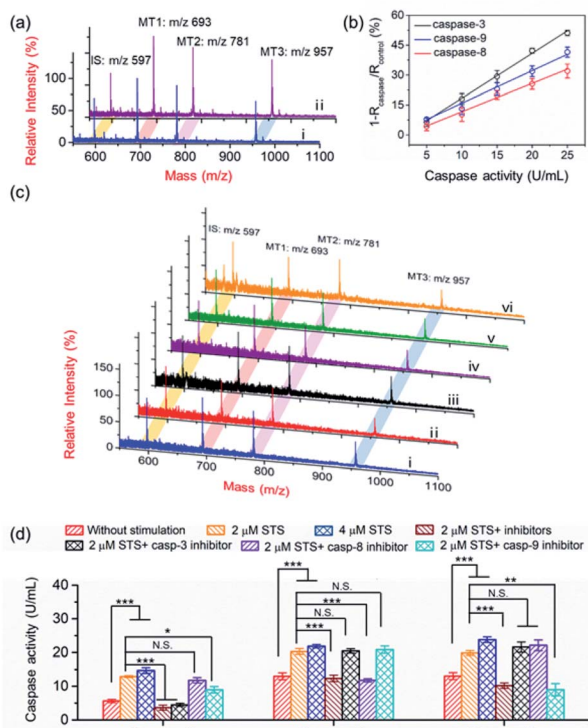 (a)
MT1: m/z 693
MT2: m/z 781
IS: m/z 597
MT3: m/z 957
Relative Intensity (%)
100
50
0
ii
i
600 700 800 900 1000 1100
Mass (m/z)
(b)
caspase-3
caspase-9
caspase-8
1-Rcaspase/Rcontrol (%)
60
45
30
15
0
5 10 15 20 25
Caspase activity (U/mL)
(c)
IS: m/z 597
MT1: m/z 693
MT2: m/z 781
MT3: m/z 957
vi
v
iv
iii
ii
i
Relative Intensity (%)
150
100
50
0
600 700 800 900 1000 1100
Mass (m/z)
(d)
Without stimulation 2 μM STS 4 μM STS 2 μM STS+ inhibitors
2 μM STS+ casp-3 inhibitor 2 μM STS+ casp-8 inhibitor 2 μM STS+ casp-9 inhibitor
Caspase activity (U/mL)
40
30
20
10
0
*** * N.S. ***
*** N.S. *** N.S. ***
*** ** N.S. ***